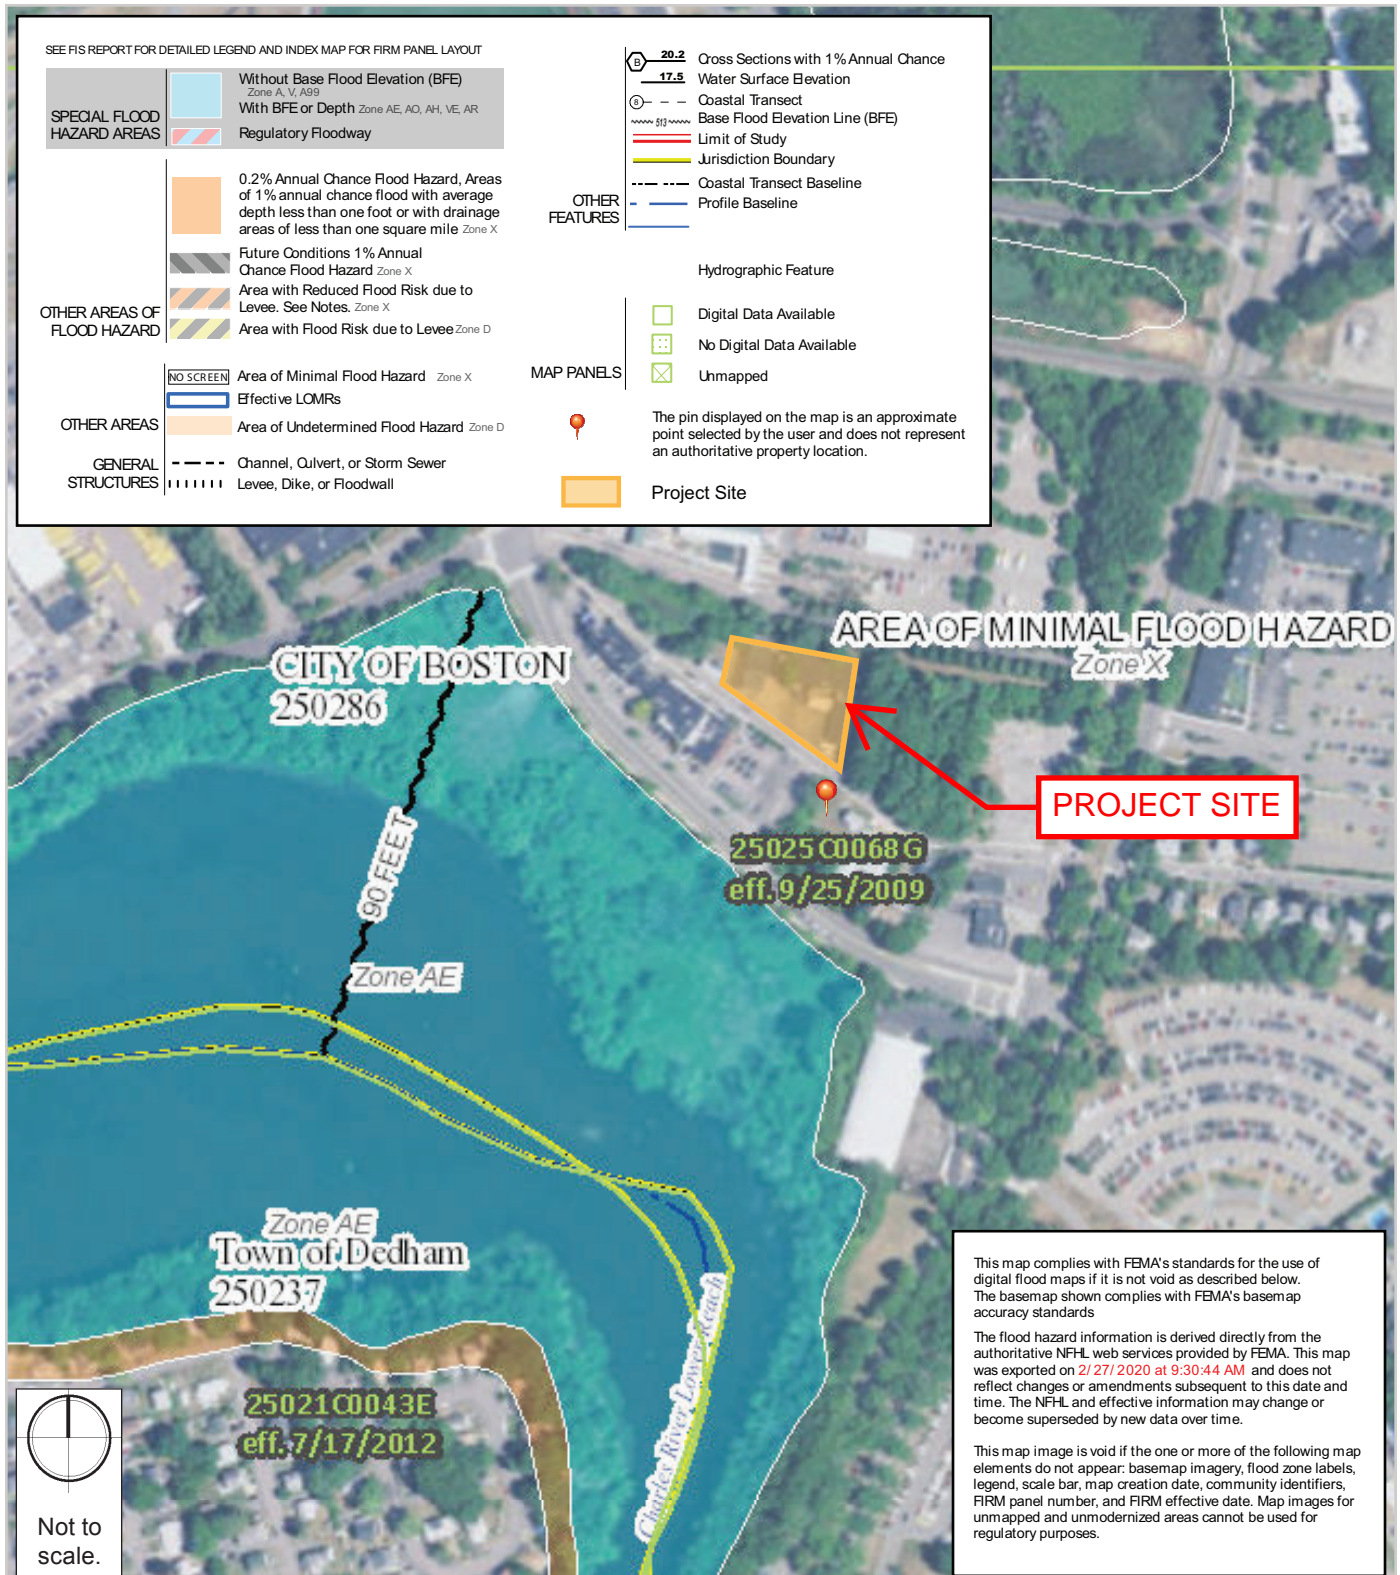 SEE FIS REPORT FOR DETAILED LEGEND AND INDEX MAP FOR FIRM PANEL LAYOUT
SPECIAL FLOOD
HAZARD AREAS
Without Base Flood Elevation (BFE)
Zone A, V, A99
With BFE or Depth Zone AE, AO, AH, VE, AR
Regulatory Floodway
0.2% Annual Chance Flood Hazard, Areas
of 1% annual chance flood with average
depth less than one foot or with drainage
areas of less than one square mile Zone X
Future Conditions 1% Annual
Chance Flood Hazard Zone X
OTHER AREAS OF
FLOOD HAZARD
Area with Reduced Flood Risk due to
Levee. See Notes. Zone X
Area with Flood Risk due to Levee Zone D
NO SCREEN Area of Minimal Flood Hazard Zone X
Effective LOMRs
OTHER AREAS
Area of Undetermined Flood Hazard Zone D
GENERAL
STRUCTURES
Channel, Culvert, or Storm Sewer
Levee, Dike, or Floodwall
B 20.2 Cross Sections with 1% Annual Chance
17.5 Water Surface Elevation
8 Coastal Transect
513 Base Flood Elevation Line (BFE)
Limit of Study
Jurisdiction Boundary
Coastal Transect Baseline
OTHER
FEATURES
Profile Baseline
Hydrographic Feature
Digital Data Available
No Digital Data Available
MAP PANELS
Unmapped
The pin displayed on the map is an approximate
point selected by the user and does not represent
an authoritative property location.
Project Site
AREA OF MINIMAL FLOOD HAZARD
Zone X
CITY OF BOSTON
250286
PROJECT SITE
90 FEET
25025C0068G
eff. 9/25/2009
Zone AE
Zone AE
Town of Dedham
250237
Charles River Lower Reach
25021C0043E
eff. 7/17/2012
Not to
scale.
This map complies with FEMA's standards for the use of
digital flood maps if it is not void as described below.
The basemap shown complies with FEMA's basemap
accuracy standards
The flood hazard information is derived directly from the
authoritative NFHL web services provided by FEMA. This map
was exported on 2/27/2020 at 9:30:44 AM and does not
reflect changes or amendments subsequent to this date and
time. The NFHL and effective information may change or
become superseded by new data over time.
This map image is void if the one or more of the following map
elements do not appear: basemap imagery, flood zone labels,
legend, scale bar, map creation date, community identifiers,
FIRM panel number, and FIRM effective date. Map images for
unmapped and unmodernized areas cannot be used for
regulatory purposes.